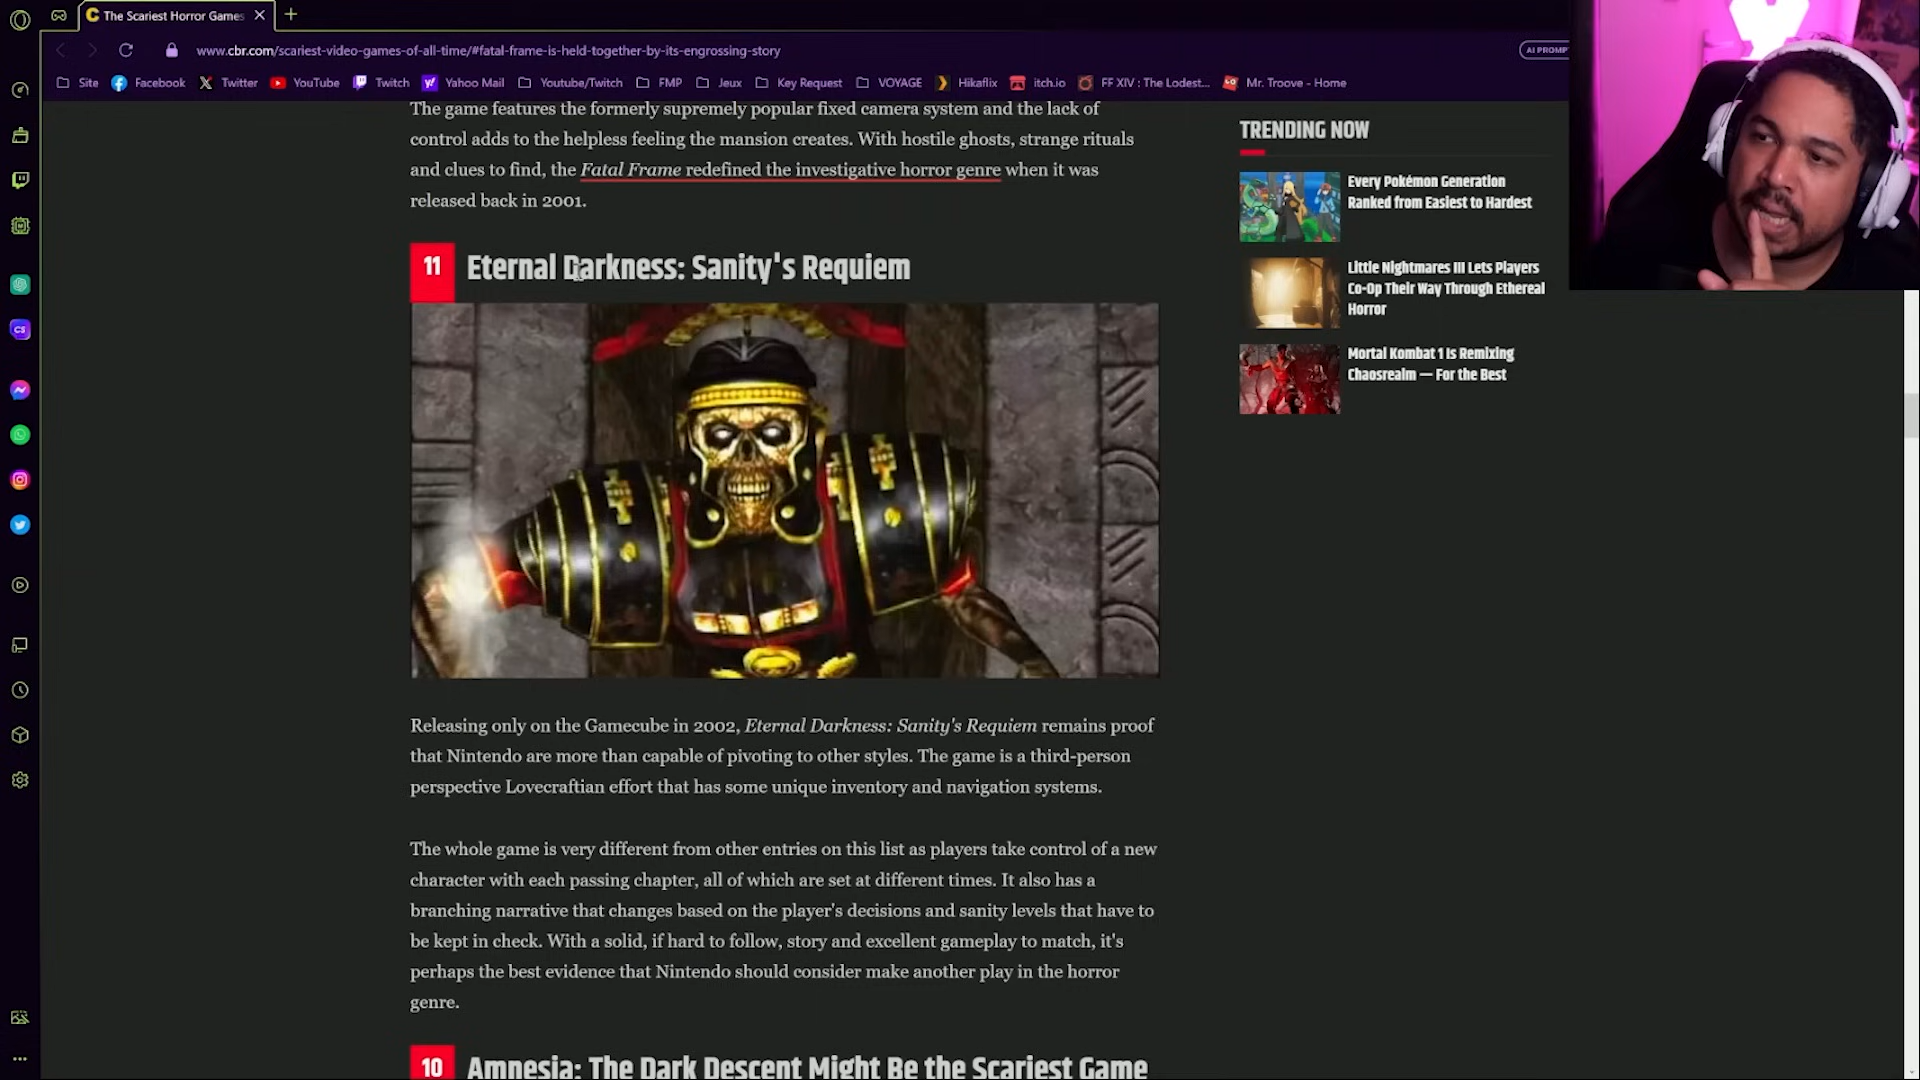 The Scariest Horror Games
www.cbr.com/scariest-video-games-of-all-time/#fatal-frame-is-held-together-by-its-engrossing-story
AI PROMP
Site Facebook Twitter YouTube Twitch Yahoo Mail Youtube/Twitch FMP Jeux Key Request VOYAGE Hikaflix itch.io FF XIV : The Lodest... Mr. Troove - Home
The game features the formerly supremely popular fixed camera system and the lack of
control adds to the helpless feeling the mansion creates. With hostile ghosts, strange rituals
and clues to find, the Fatal Frame redefined the investigative horror genre when it was
released back in 2001.
11 Eternal Darkness: Sanity's Requiem
Releasing only on the Gamecube in 2002, Eternal Darkness: Sanity's Requiem remains proof
that Nintendo are more than capable of pivoting to other styles. The game is a third-person
perspective Lovecraftian effort that has some unique inventory and navigation systems.
The whole game is very different from other entries on this list as players take control of a new
character with each passing chapter, all of which are set at different times. It also has a
branching narrative that changes based on the player's decisions and sanity levels that have to
be kept in check. With a solid, if hard to follow, story and excellent gameplay to match, it's
perhaps the best evidence that Nintendo should consider make another play in the horror
genre.
10 Amnesia: The Dark Descent Might Be the Scariest Game
TRENDING NOW
Every Pokémon Generation
Ranked from Easiest to Hardest
Little Nightmares III Lets Players
Co-Op Their Way Through Ethereal
Horror
Mortal Kombat 1 Is Remixing
Chaosrealm — For the Best
CS